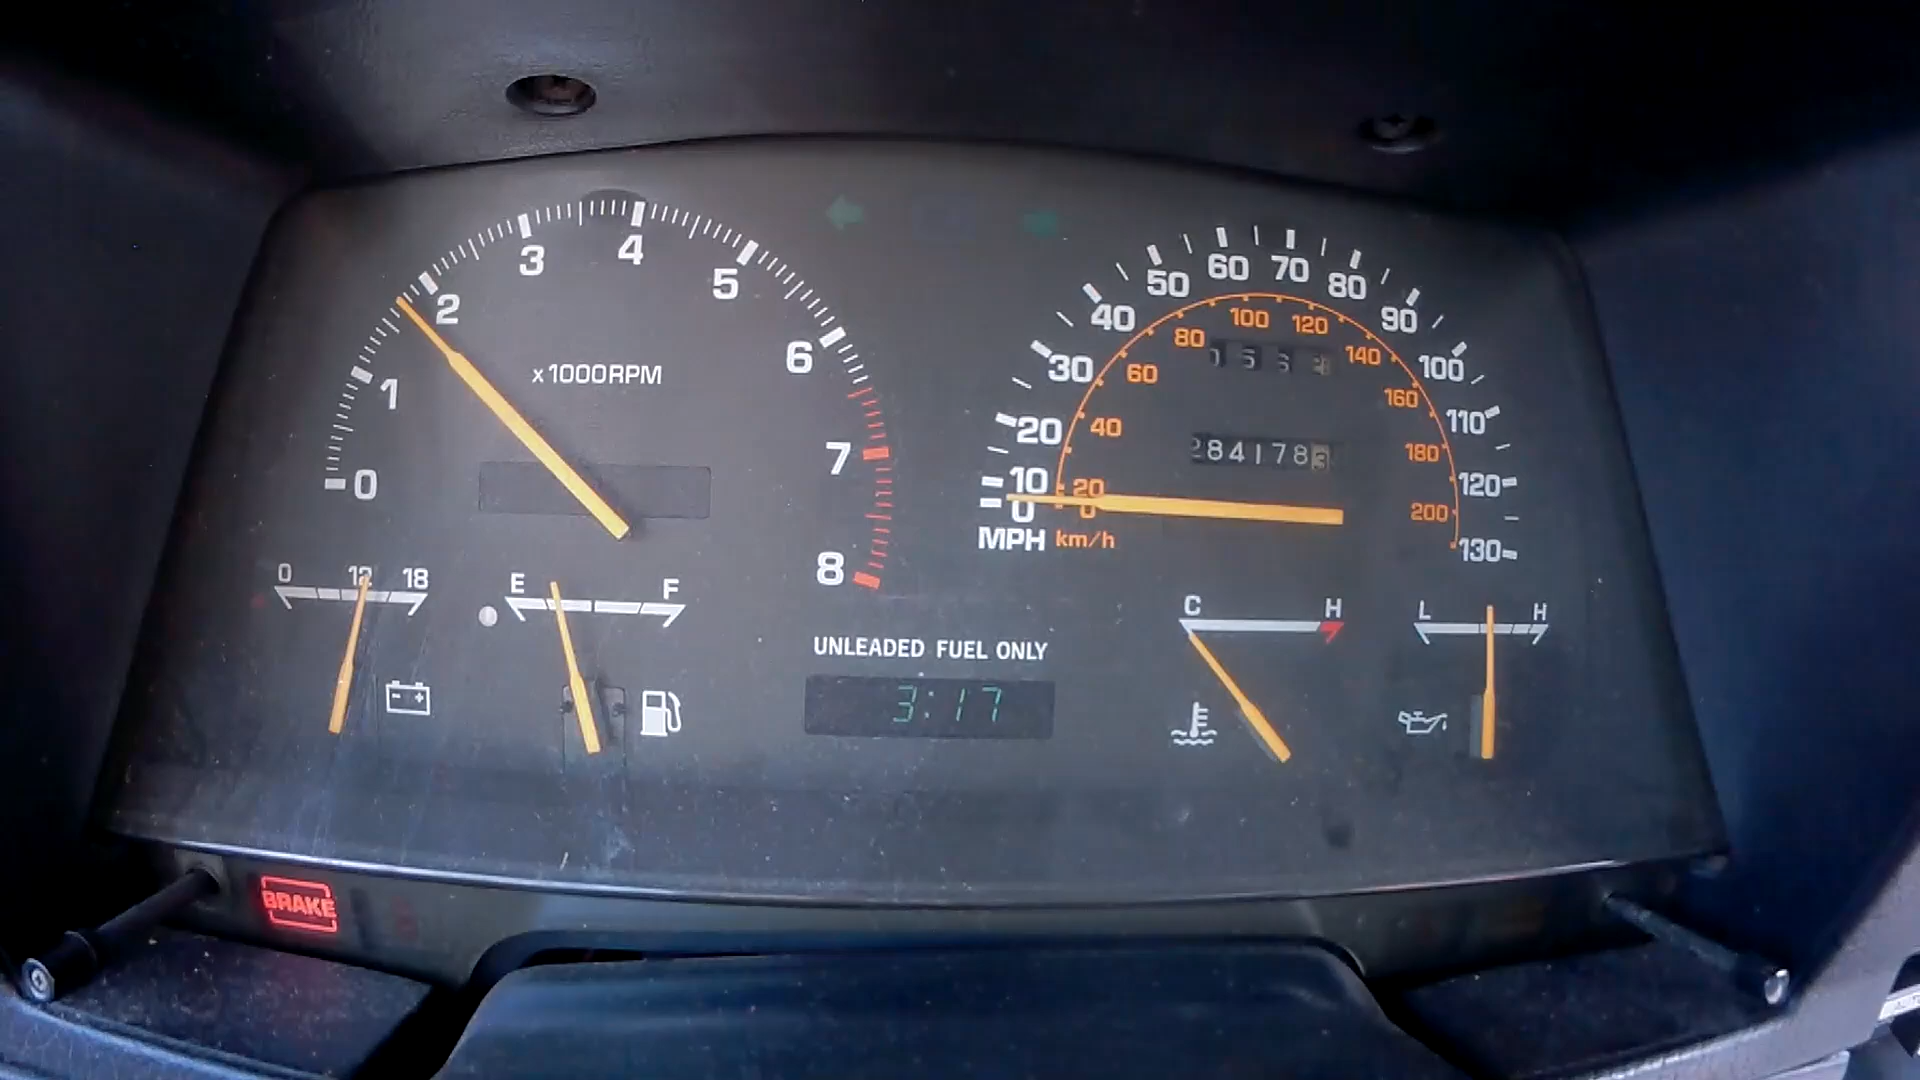 0 1 2 3 4 5 6 7 8
x1000RPM
0 10 20 30 40 50 60 70 80 90 100 110 120 130
MPH
0 20 40 60 80 100 120 140 160 180 200
km/h
2841783
0 12 18
E F
UNLEADED FUEL ONLY
3:17
C H
L H
BRAKE